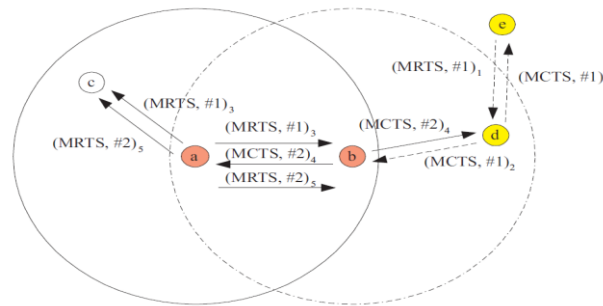 e
(MRTS, #1)₁
(MCTS, #1)
c
(MRTS, #1)₃
(MRTS, #1)₃
(MCTS, #2)₄
d
(MRTS, #2)₅
a
(MCTS, #2)₄
b
(MCTS, #1)₂
(MRTS, #2)₅